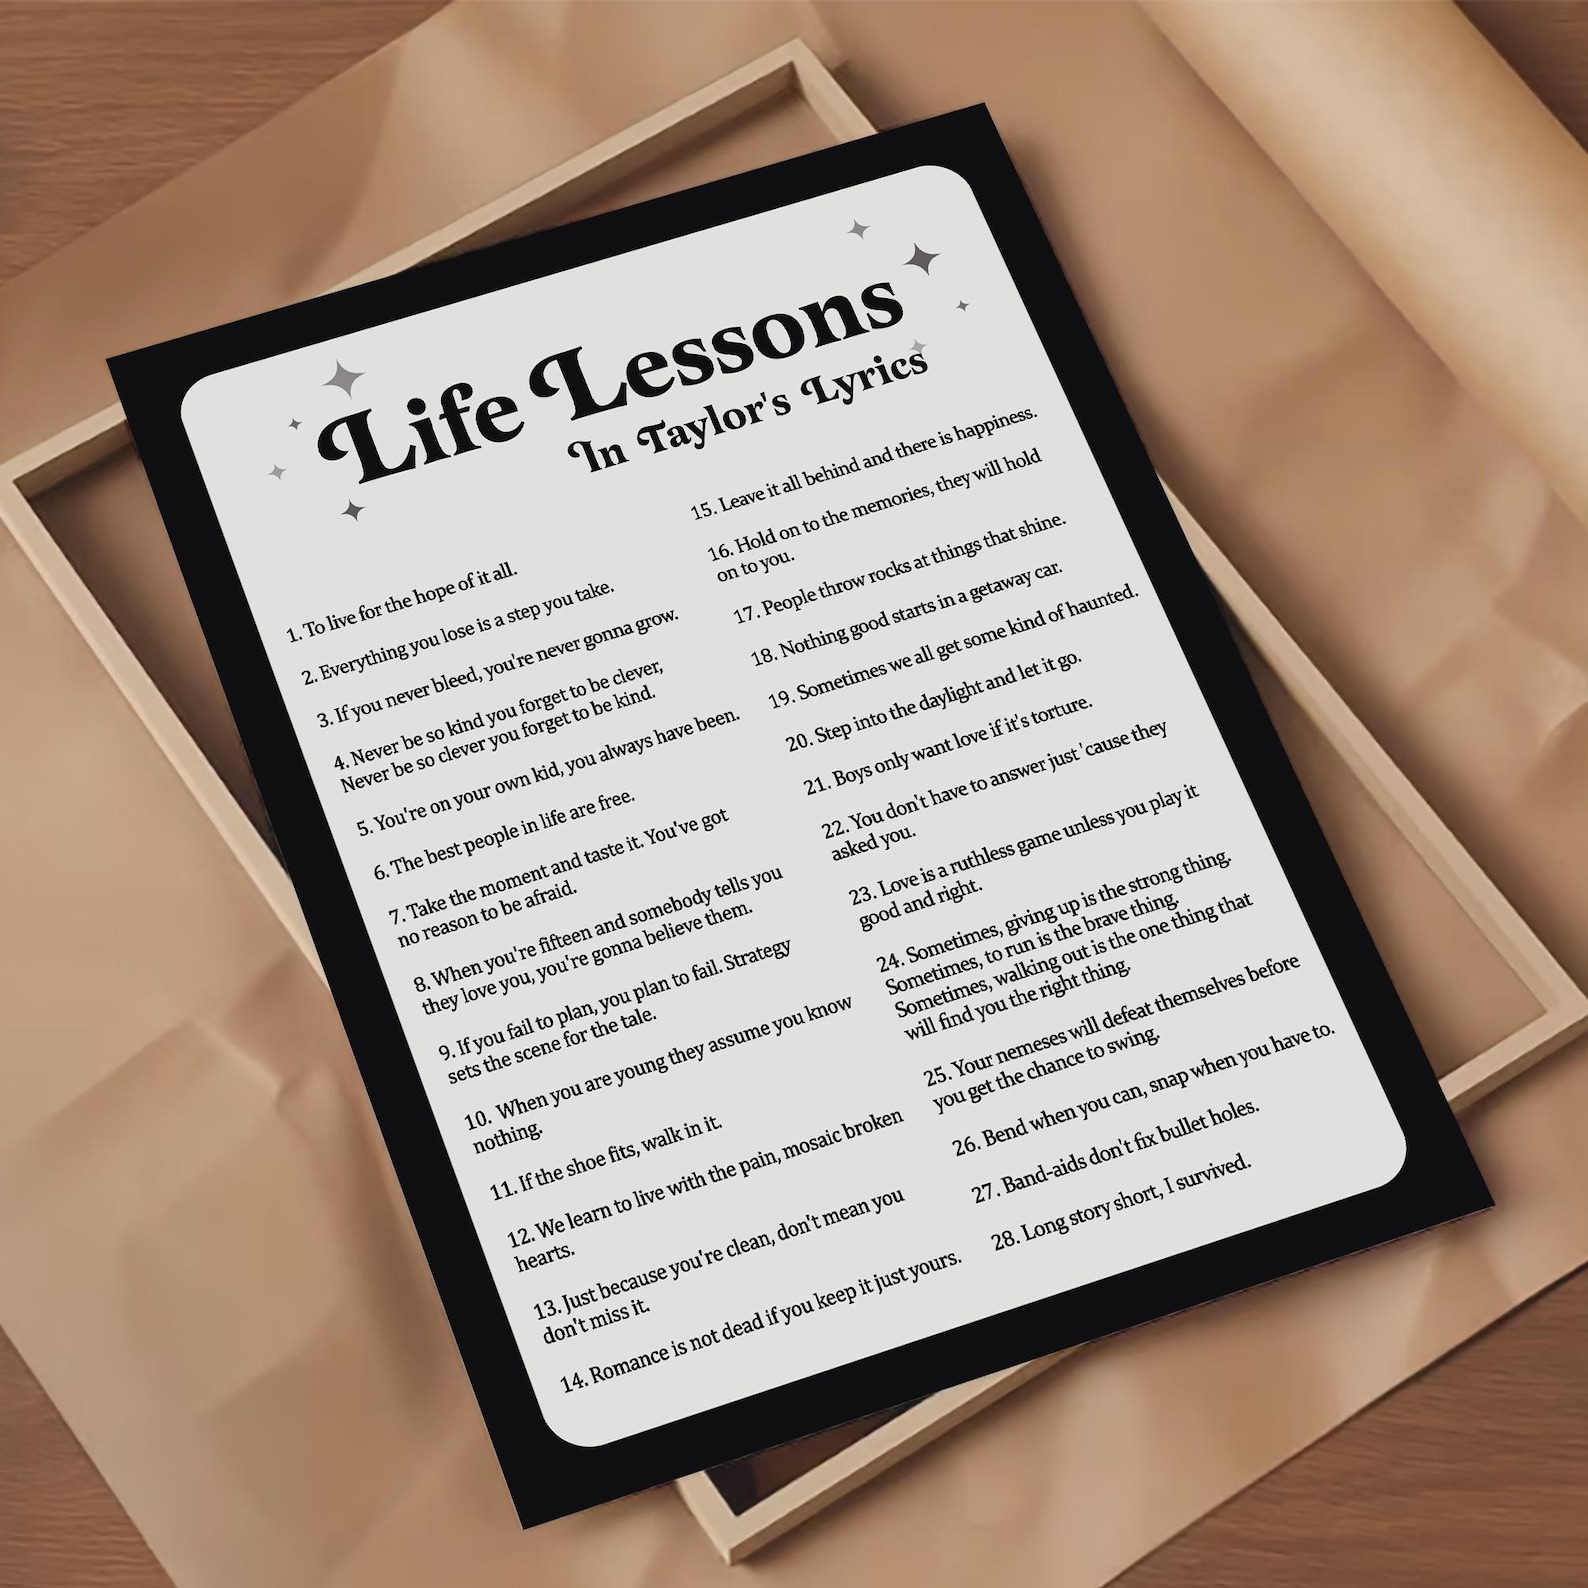 Life Lessons
In Taylor's Lyrics
1. To live for the hope of it all.
2. Everything you lose is a step you take.
3. If you never bleed, you're never gonna grow.
4. Never be so kind you forget to be clever,
Never be so clever you forget to be kind.
5. You're on your own kid, you always have been.
6. The best people in life are free.
7. Take the moment and taste it. You've got
no reason to be afraid.
8. When you're fifteen and somebody tells you
they love you, you're gonna believe them.
9. If you fail to plan, you plan to fail. Strategy
sets the scene for the tale.
10. When you are young they assume you know
nothing.
11. If the shoe fits, walk in it.
12. We learn to live with the pain, mosaic broken
hearts.
13. Just because you're clean, don't mean you
don't miss it.
14. Romance is not dead if you keep it just yours.
15. Leave it all behind and there is happiness.
16. Hold on to the memories, they will hold
on to you.
17. People throw rocks at things that shine.
18. Nothing good starts in a getaway car.
19. Sometimes we all get some kind of haunted.
20. Step into the daylight and let it go.
21. Boys only want love if it's torture.
22. You don't have to answer just 'cause they
asked you.
23. Love is a ruthless game unless you play it
good and right.
24. Sometimes, giving up is the strong thing.
Sometimes, to run is the brave thing.
Sometimes, walking out is the one thing that
will find you the right thing.
25. Your nemeses will defeat themselves before
you get the chance to swing.
26. Bend when you can, snap when you have to.
27. Band-aids don't fix bullet holes.
28. Long story short, I survived.